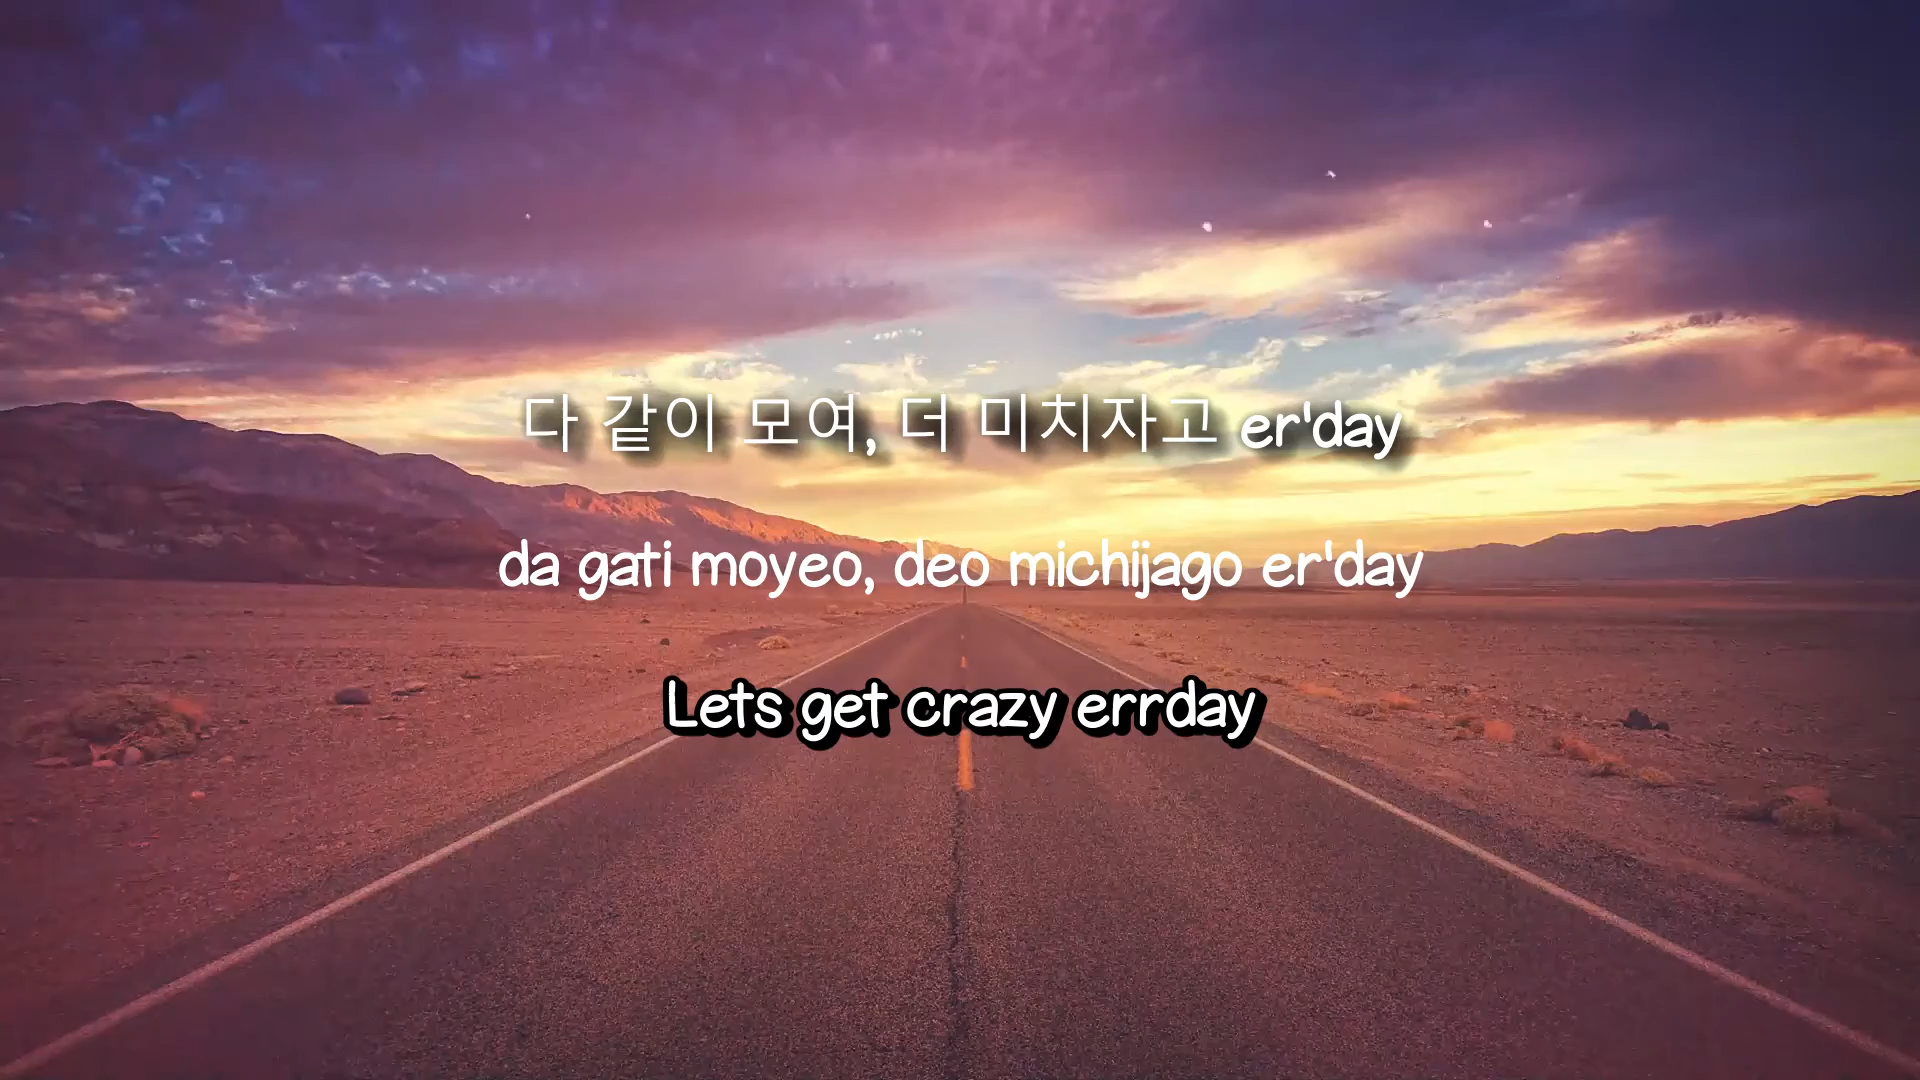 다 같이 모여, 더 미치자고 er'day
da gati moyeo, deo michijago er'day
Lets get crazy errday